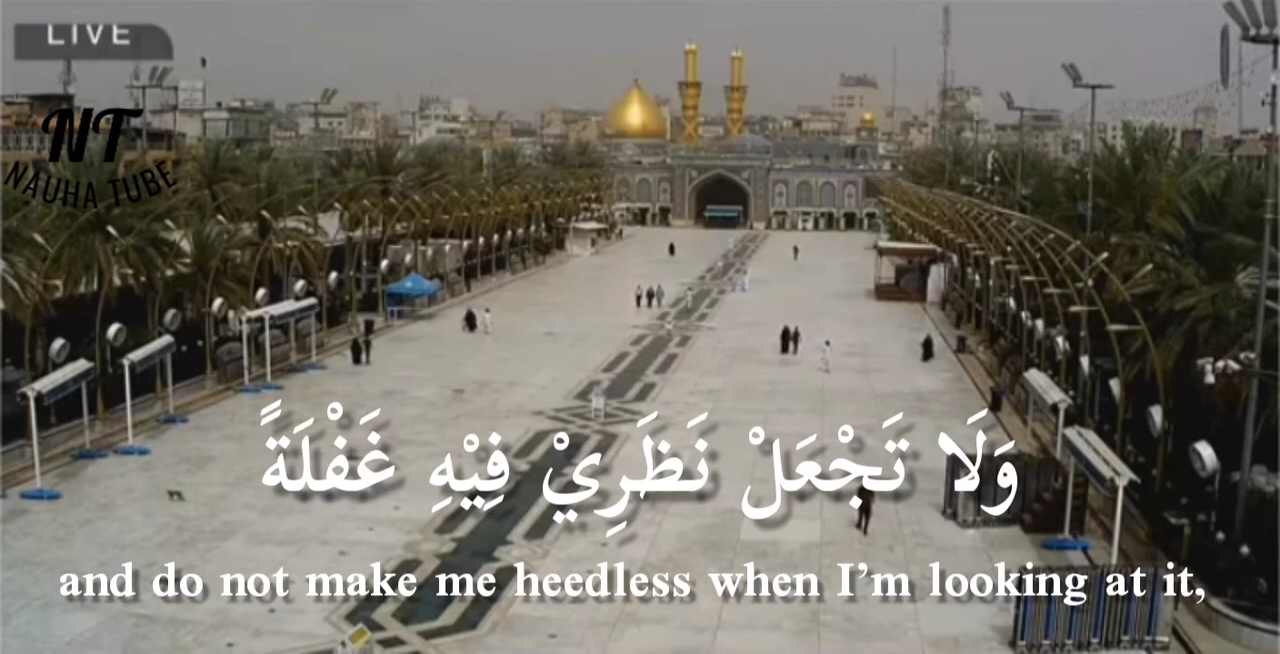 LIVE
NT
NAUHA TUBE
وَلَا تَجْعَلْ نَظَرِيْ فِيْهِ غَفْلَةً
and do not make me heedless when I’m looking at it,